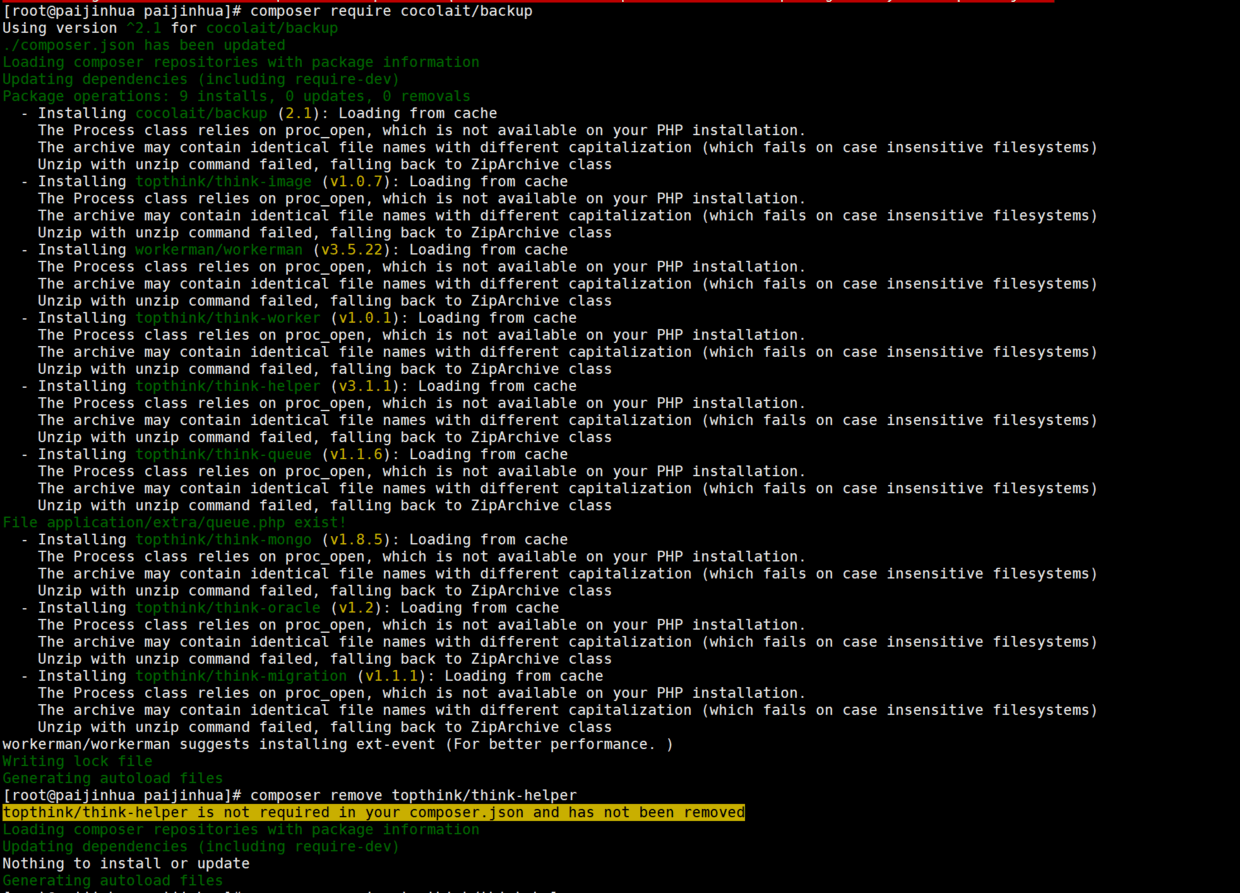 [root@paijinhua paijinhua]# composer require cocolait/backup
Using version ^2.1 for cocolait/backup
./composer.json has been updated
Loading composer repositories with package information
Updating dependencies (including require-dev)
Package operations: 9 installs, 0 updates, 0 removals
  - Installing cocolait/backup (2.1): Loading from cache
    The Process class relies on proc_open, which is not available on your PHP installation.
    The archive may contain identical file names with different capitalization (which fails on case insensitive filesystems)
    Unzip with unzip command failed, falling back to ZipArchive class
  - Installing topthink/think-image (v1.0.7): Loading from cache
    The Process class relies on proc_open, which is not available on your PHP installation.
    The archive may contain identical file names with different capitalization (which fails on case insensitive filesystems)
    Unzip with unzip command failed, falling back to ZipArchive class
  - Installing workerman/workerman (v3.5.22): Loading from cache
    The Process class relies on proc_open, which is not available on your PHP installation.
    The archive may contain identical file names with different capitalization (which fails on case insensitive filesystems)
    Unzip with unzip command failed, falling back to ZipArchive class
  - Installing topthink/think-worker (v1.0.1): Loading from cache
    The Process class relies on proc_open, which is not available on your PHP installation.
    The archive may contain identical file names with different capitalization (which fails on case insensitive filesystems)
    Unzip with unzip command failed, falling back to ZipArchive class
  - Installing topthink/think-helper (v3.1.1): Loading from cache
    The Process class relies on proc_open, which is not available on your PHP installation.
    The archive may contain identical file names with different capitalization (which fails on case insensitive filesystems)
    Unzip with unzip command failed, falling back to ZipArchive class
  - Installing topthink/think-queue (v1.1.6): Loading from cache
    The Process class relies on proc_open, which is not available on your PHP installation.
    The archive may contain identical file names with different capitalization (which fails on case insensitive filesystems)
    Unzip with unzip command failed, falling back to ZipArchive class
File application/extra/queue.php exist!
  - Installing topthink/think-mongo (v1.8.5): Loading from cache
    The Process class relies on proc_open, which is not available on your PHP installation.
    The archive may contain identical file names with different capitalization (which fails on case insensitive filesystems)
    Unzip with unzip command failed, falling back to ZipArchive class
  - Installing topthink/think-oracle (v1.2): Loading from cache
    The Process class relies on proc_open, which is not available on your PHP installation.
    The archive may contain identical file names with different capitalization (which fails on case insensitive filesystems)
    Unzip with unzip command failed, falling back to ZipArchive class
  - Installing topthink/think-migration (v1.1.1): Loading from cache
    The Process class relies on proc_open, which is not available on your PHP installation.
    The archive may contain identical file names with different capitalization (which fails on case insensitive filesystems)
    Unzip with unzip command failed, falling back to ZipArchive class
workerman/workerman suggests installing ext-event (For better performance. )
Writing lock file
Generating autoload files
[root@paijinhua paijinhua]# composer remove topthink/think-helper
topthink/think-helper is not required in your composer.json and has not been removed
Loading composer repositories with package information
Updating dependencies (including require-dev)
Nothing to install or update
Generating autoload files